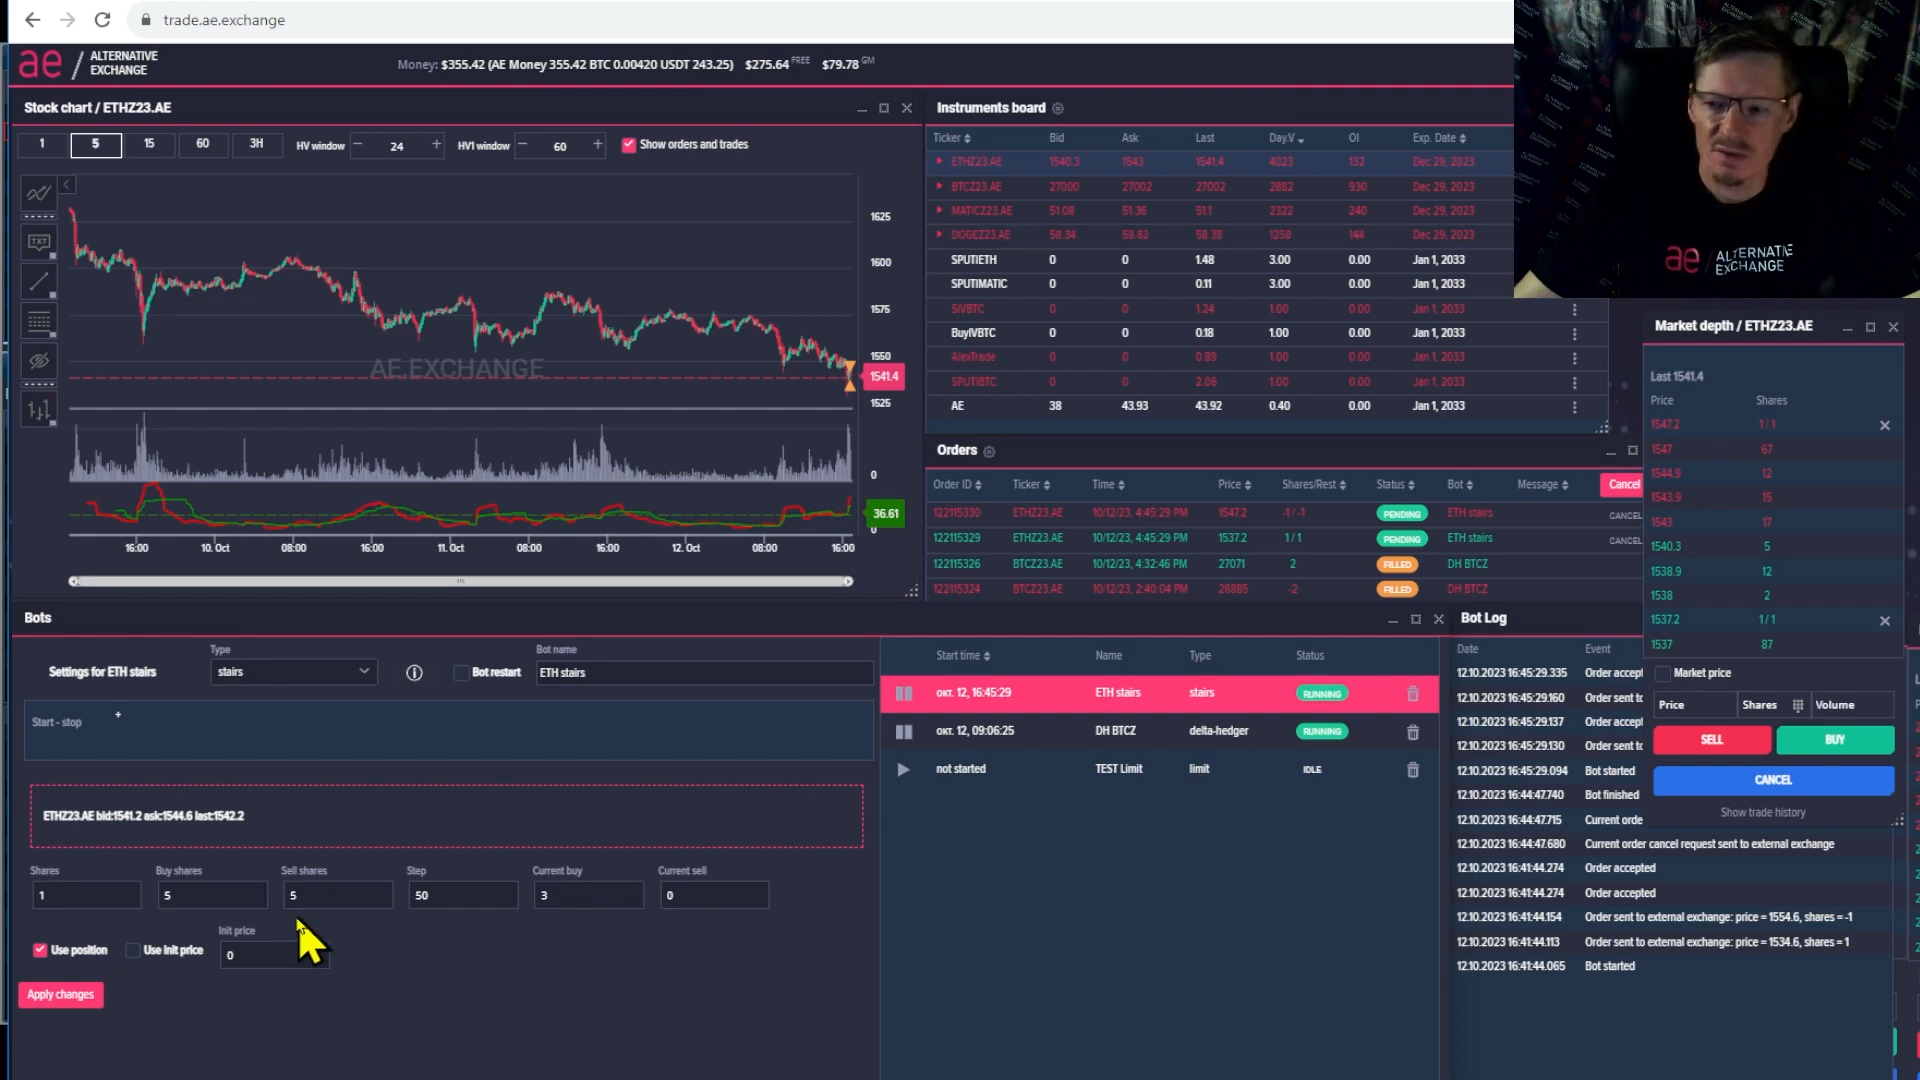 trade.ae.exchange
ae / ALTERNATIVE EXCHANGE
Money: $355.42 (AE Money 355.42 BTC 0.00420 USDT 243.25) $275.64 FREE $79.78 GM
Stock chart / ETHZ23.AE
1 5 15 60 3H HV window − 24 + HV1 window − 60 + Show orders and trades
TXT
1625
1600
1575
1550
1541.4
1525
AE.EXCHANGE
0
36.61
0
16:00 10. Oct 08:00 16:00 11. Oct 08:00 16:00 12. Oct 08:00 16:00
Instruments board
Ticker Bid Ask Last Day.V OI Exp. Date
ETHZ23.AE 1540.3 1543 1541.4 4023 132 Dec 29, 2023
BTCZ23.AE 27000 27002 27002 2882 930 Dec 29, 2023
MATICZ23.AE 51.08 51.36 51.1 2322 240 Dec 29, 2023
DOGEZ23.AE 58.34 58.62 58.38 1258 144 Dec 29, 2023
SPUTIETH 0 0 1.48 3.00 0.00 Jan 1, 2033
SPUTIMATIC 0 0 0.11 3.00 0.00 Jan 1, 2033
SIVBTC 0 0 1.24 1.00 0.00 Jan 1, 2033
BuyIVBTC 0 0 0.18 1.00 0.00 Jan 1, 2033
AlexTrade 0 0 0.89 1.00 0.00 Jan 1, 2033
SPUTIBTC 0 0 2.06 1.00 0.00 Jan 1, 2033
AE 38 43.93 43.92 0.40 0.00 Jan 1, 2033
ae / ALTERNATIVE EXCHANGE
Orders
Order ID Ticker Time Price Shares/Rest Status Bot Message Cancel
122115330 ETHZ23.AE 10/12/23, 4:45:29 PM 1547.2 -1 / -1 PENDING ETH stairs CANCEL
122115329 ETHZ23.AE 10/12/23, 4:45:29 PM 1537.2 1 / 1 PENDING ETH stairs CANCEL
122115326 BTCZ23.AE 10/12/23, 4:32:46 PM 27071 2 FILLED DH BTCZ
122115324 BTCZ23.AE 10/12/23, 2:40:04 PM 26885 -2 FILLED DH BTCZ
Market depth / ETHZ23.AE
Last 1541.4
Price Shares
1547.2 1 / 1
1547 67
1544.9 12
1543.9 15
1543 17
1540.3 5
1538.9 12
1538 2
1537.2 1 / 1
1537 87
Market price
Price Shares Volume
SELL BUY
CANCEL
Show trade history
Bots
Settings for ETH stairs
Type
stairs
Bot restart
Bot name
ETH stairs
Start - stop +
ETHZ23.AE bid:1541.2 ask:1544.6 last:1542.2
Shares Buy shares Sell shares Step Current buy Current sell
1 5 5 50 3 0
Use position Use init price
Init price
0
Apply changes
Start time Name Type Status
окт. 12, 16:45:29 ETH stairs stairs RUNNING
окт. 12, 09:06:25 DH BTCZ delta-hedger RUNNING
not started TEST Limit limit IDLE
Bot Log
Date Event
12.10.2023 16:45:29.335 Order accept
12.10.2023 16:45:29.160 Order sent to
12.10.2023 16:45:29.137 Order accept
12.10.2023 16:45:29.130 Order sent to
12.10.2023 16:45:29.094 Bot started
12.10.2023 16:44:47.740 Bot finished
12.10.2023 16:44:47.715 Current orde
12.10.2023 16:44:47.680 Current order cancel request sent to external exchange
12.10.2023 16:41:44.274 Order accepted
12.10.2023 16:41:44.274 Order accepted
12.10.2023 16:41:44.154 Order sent to external exchange: price = 1554.6, shares = -1
12.10.2023 16:41:44.113 Order sent to external exchange: price = 1534.6, shares = 1
12.10.2023 16:41:44.065 Bot started